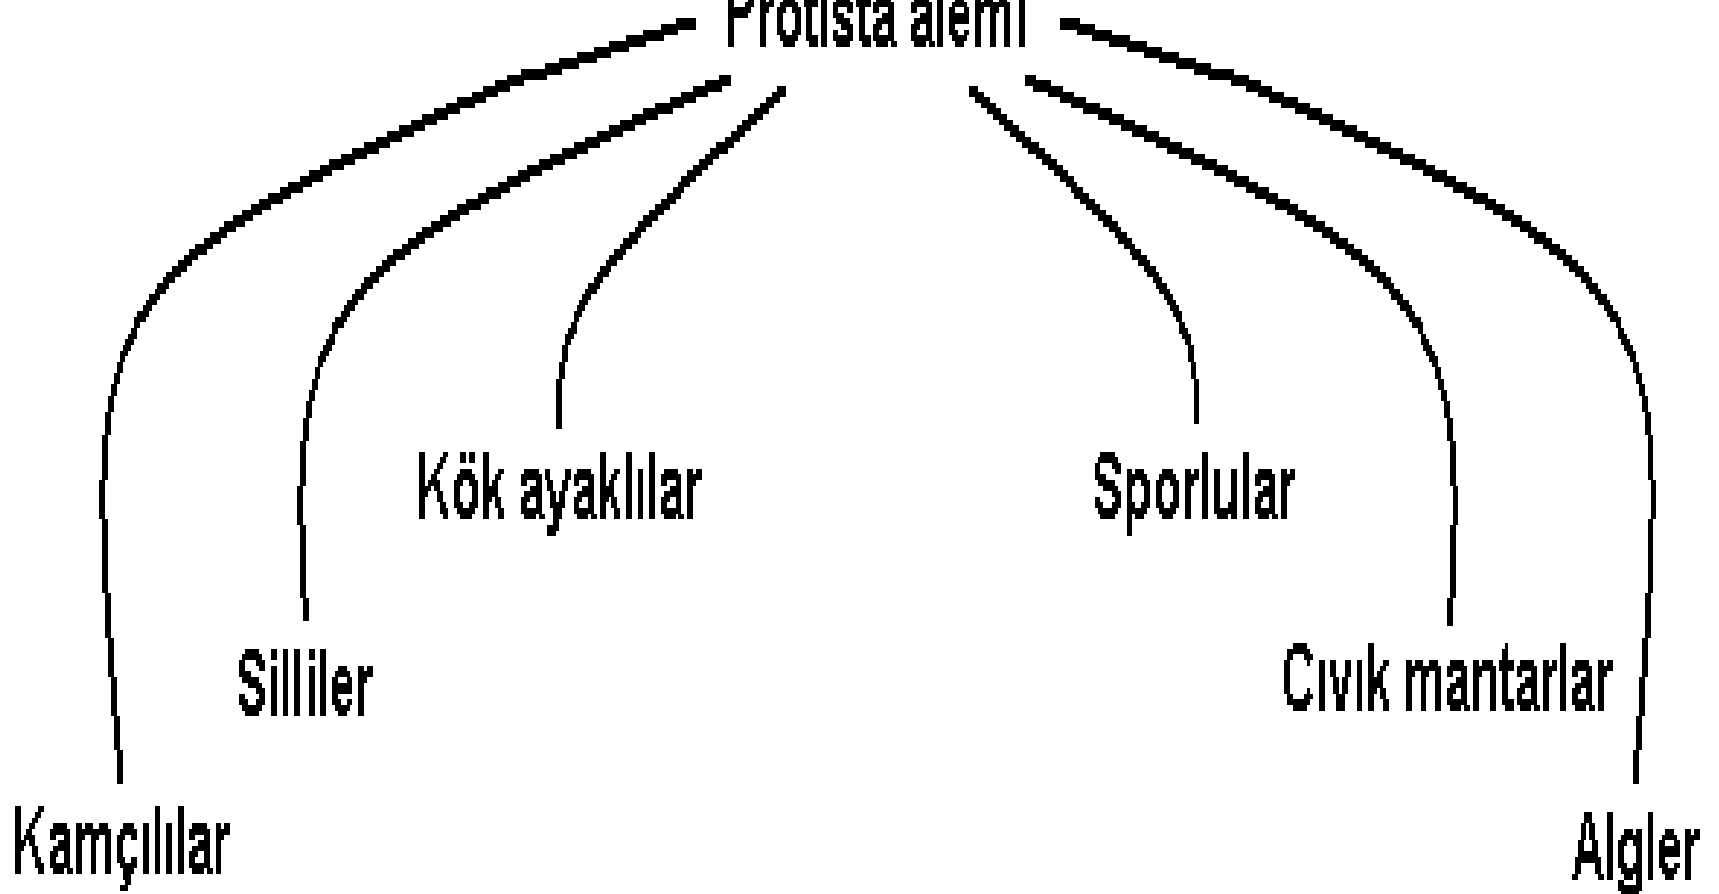 Protista alemi
Kök ayaklılar
Sporlular
Silliler
Cıvık mantarlar
Kamçılılar
Algler